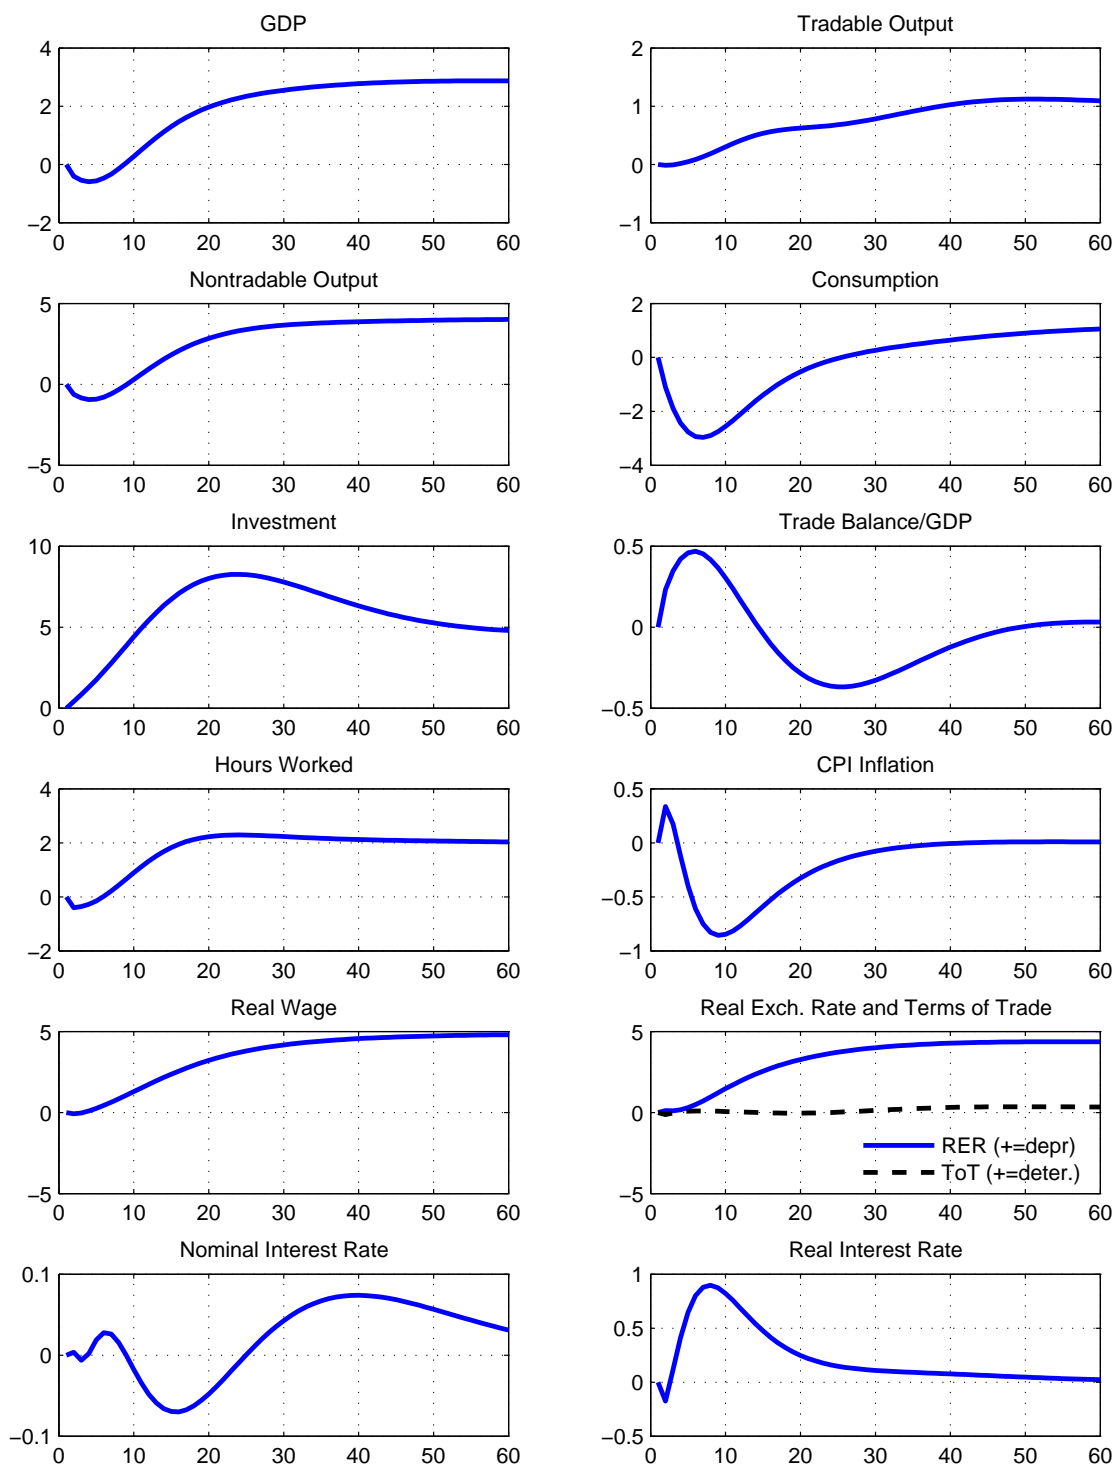 GDP
4
2
0
−2
0 10 20 30 40 50 60
Tradable Output
2
1
0
−1
0 10 20 30 40 50 60
Nontradable Output
5
0
−5
0 10 20 30 40 50 60
Consumption
2
0
−2
−4
0 10 20 30 40 50 60
Investment
10
5
0
0 10 20 30 40 50 60
Trade Balance/GDP
0.5
0
−0.5
0 10 20 30 40 50 60
Hours Worked
4
2
0
−2
0 10 20 30 40 50 60
CPI Inflation
0.5
0
−0.5
−1
0 10 20 30 40 50 60
Real Wage
5
0
−5
0 10 20 30 40 50 60
Real Exch. Rate and Terms of Trade
5
0
−5
RER (+=depr)
ToT (+=deter.)
0 10 20 30 40 50 60
Nominal Interest Rate
0.1
0
−0.1
0 10 20 30 40 50 60
Real Interest Rate
1
0.5
0
−0.5
0 10 20 30 40 50 60